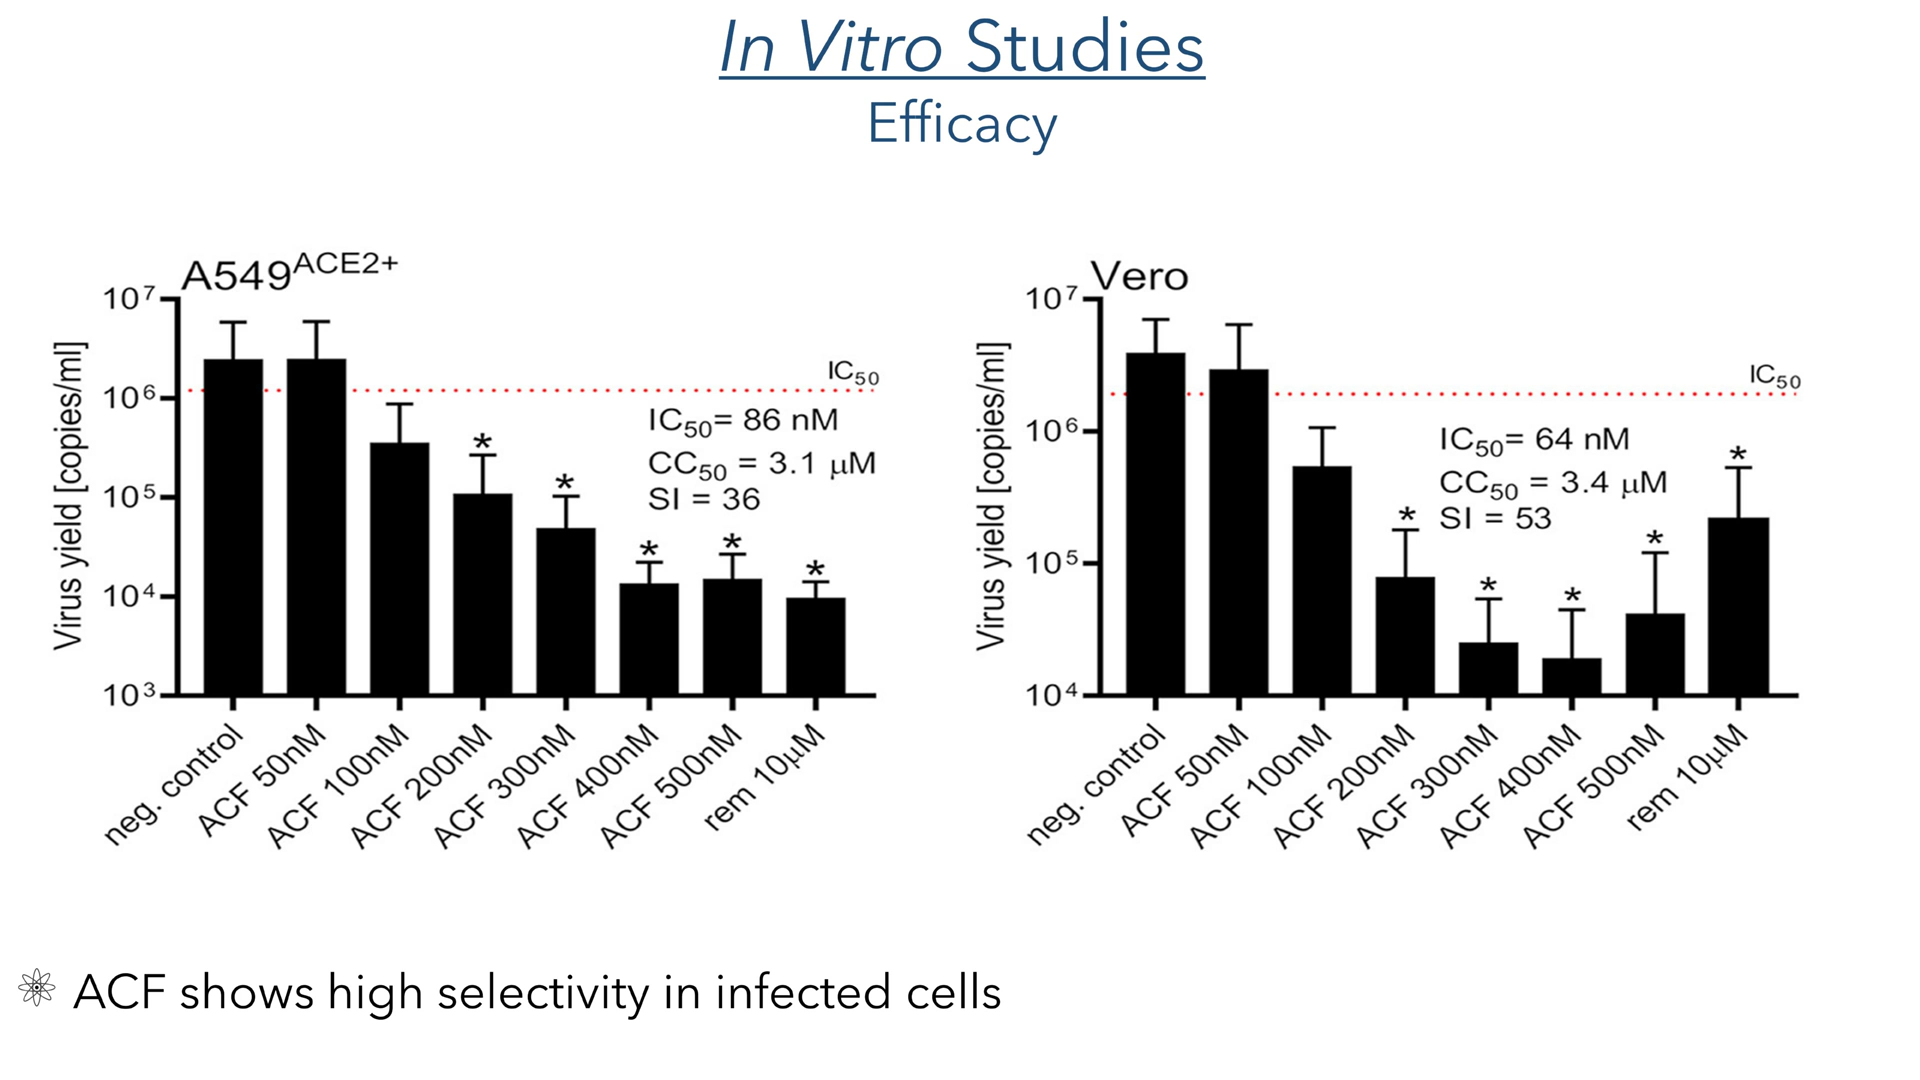 In Vitro Studies
Efficacy
A549ACE2+
10⁷
10⁶
10⁵
10⁴
10³
Virus yield [copies/ml]
IC₅₀
IC₅₀= 86 nM
CC₅₀ = 3.1 μM
SI = 36
*
*
*
*
*
neg. control
ACF 50nM
ACF 100nM
ACF 200nM
ACF 300nM
ACF 400nM
ACF 500nM
rem 10μM
Vero
10⁷
10⁶
10⁵
10⁴
Virus yield [copies/ml]
IC₅₀
IC₅₀= 64 nM
CC₅₀ = 3.4 μM
SI = 53
*
*
*
*
*
neg. control
ACF 50nM
ACF 100nM
ACF 200nM
ACF 300nM
ACF 400nM
ACF 500nM
rem 10μM
ACF shows high selectivity in infected cells